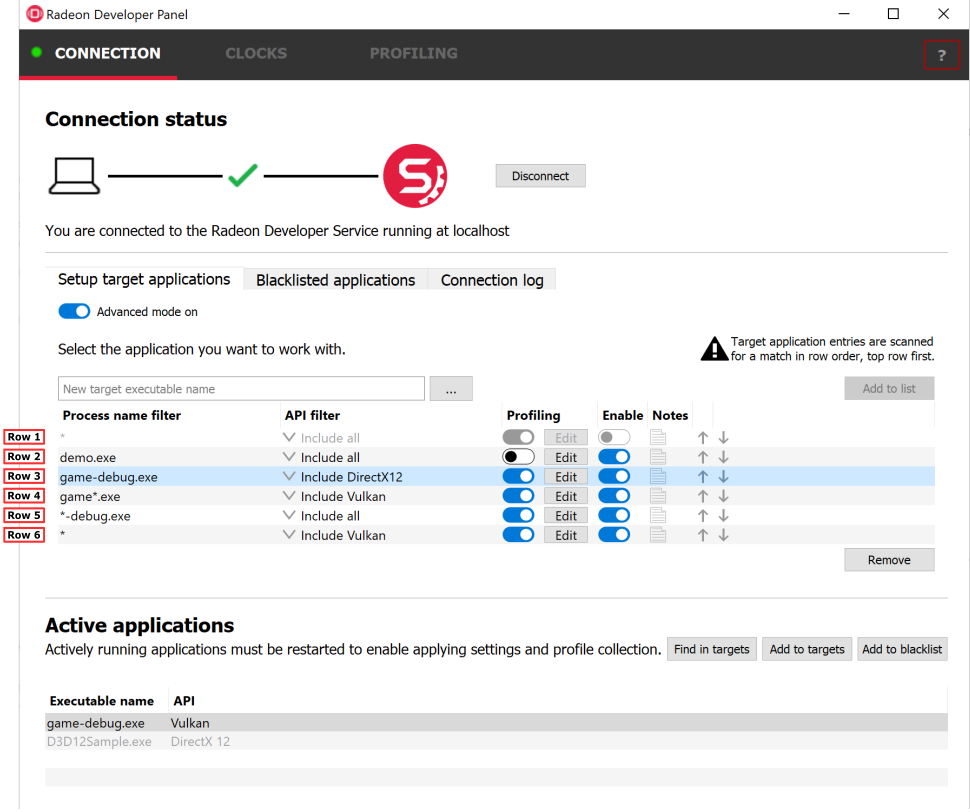 Radeon Developer Panel
CONNECTION CLOCKS PROFILING ?
Connection status
Disconnect
You are connected to the Radeon Developer Service running at localhost
Setup target applications Blacklisted applications Connection log
Advanced mode on
Select the application you want to work with.
Target application entries are scanned
for a match in row order, top row first.
New target executable name ... Add to list
Process name filter API filter Profiling Enable Notes
Row 1 * Include all Edit
Row 2 demo.exe Include all Edit
Row 3 game-debug.exe Include DirectX12 Edit
Row 4 game*.exe Include Vulkan Edit
Row 5 *-debug.exe Include all Edit
Row 6 * Include Vulkan Edit
Remove
Active applications
Actively running applications must be restarted to enable applying settings and profile collection. Find in targets Add to targets Add to blacklist
Executable name API
game-debug.exe Vulkan
D3D12Sample.exe DirectX 12